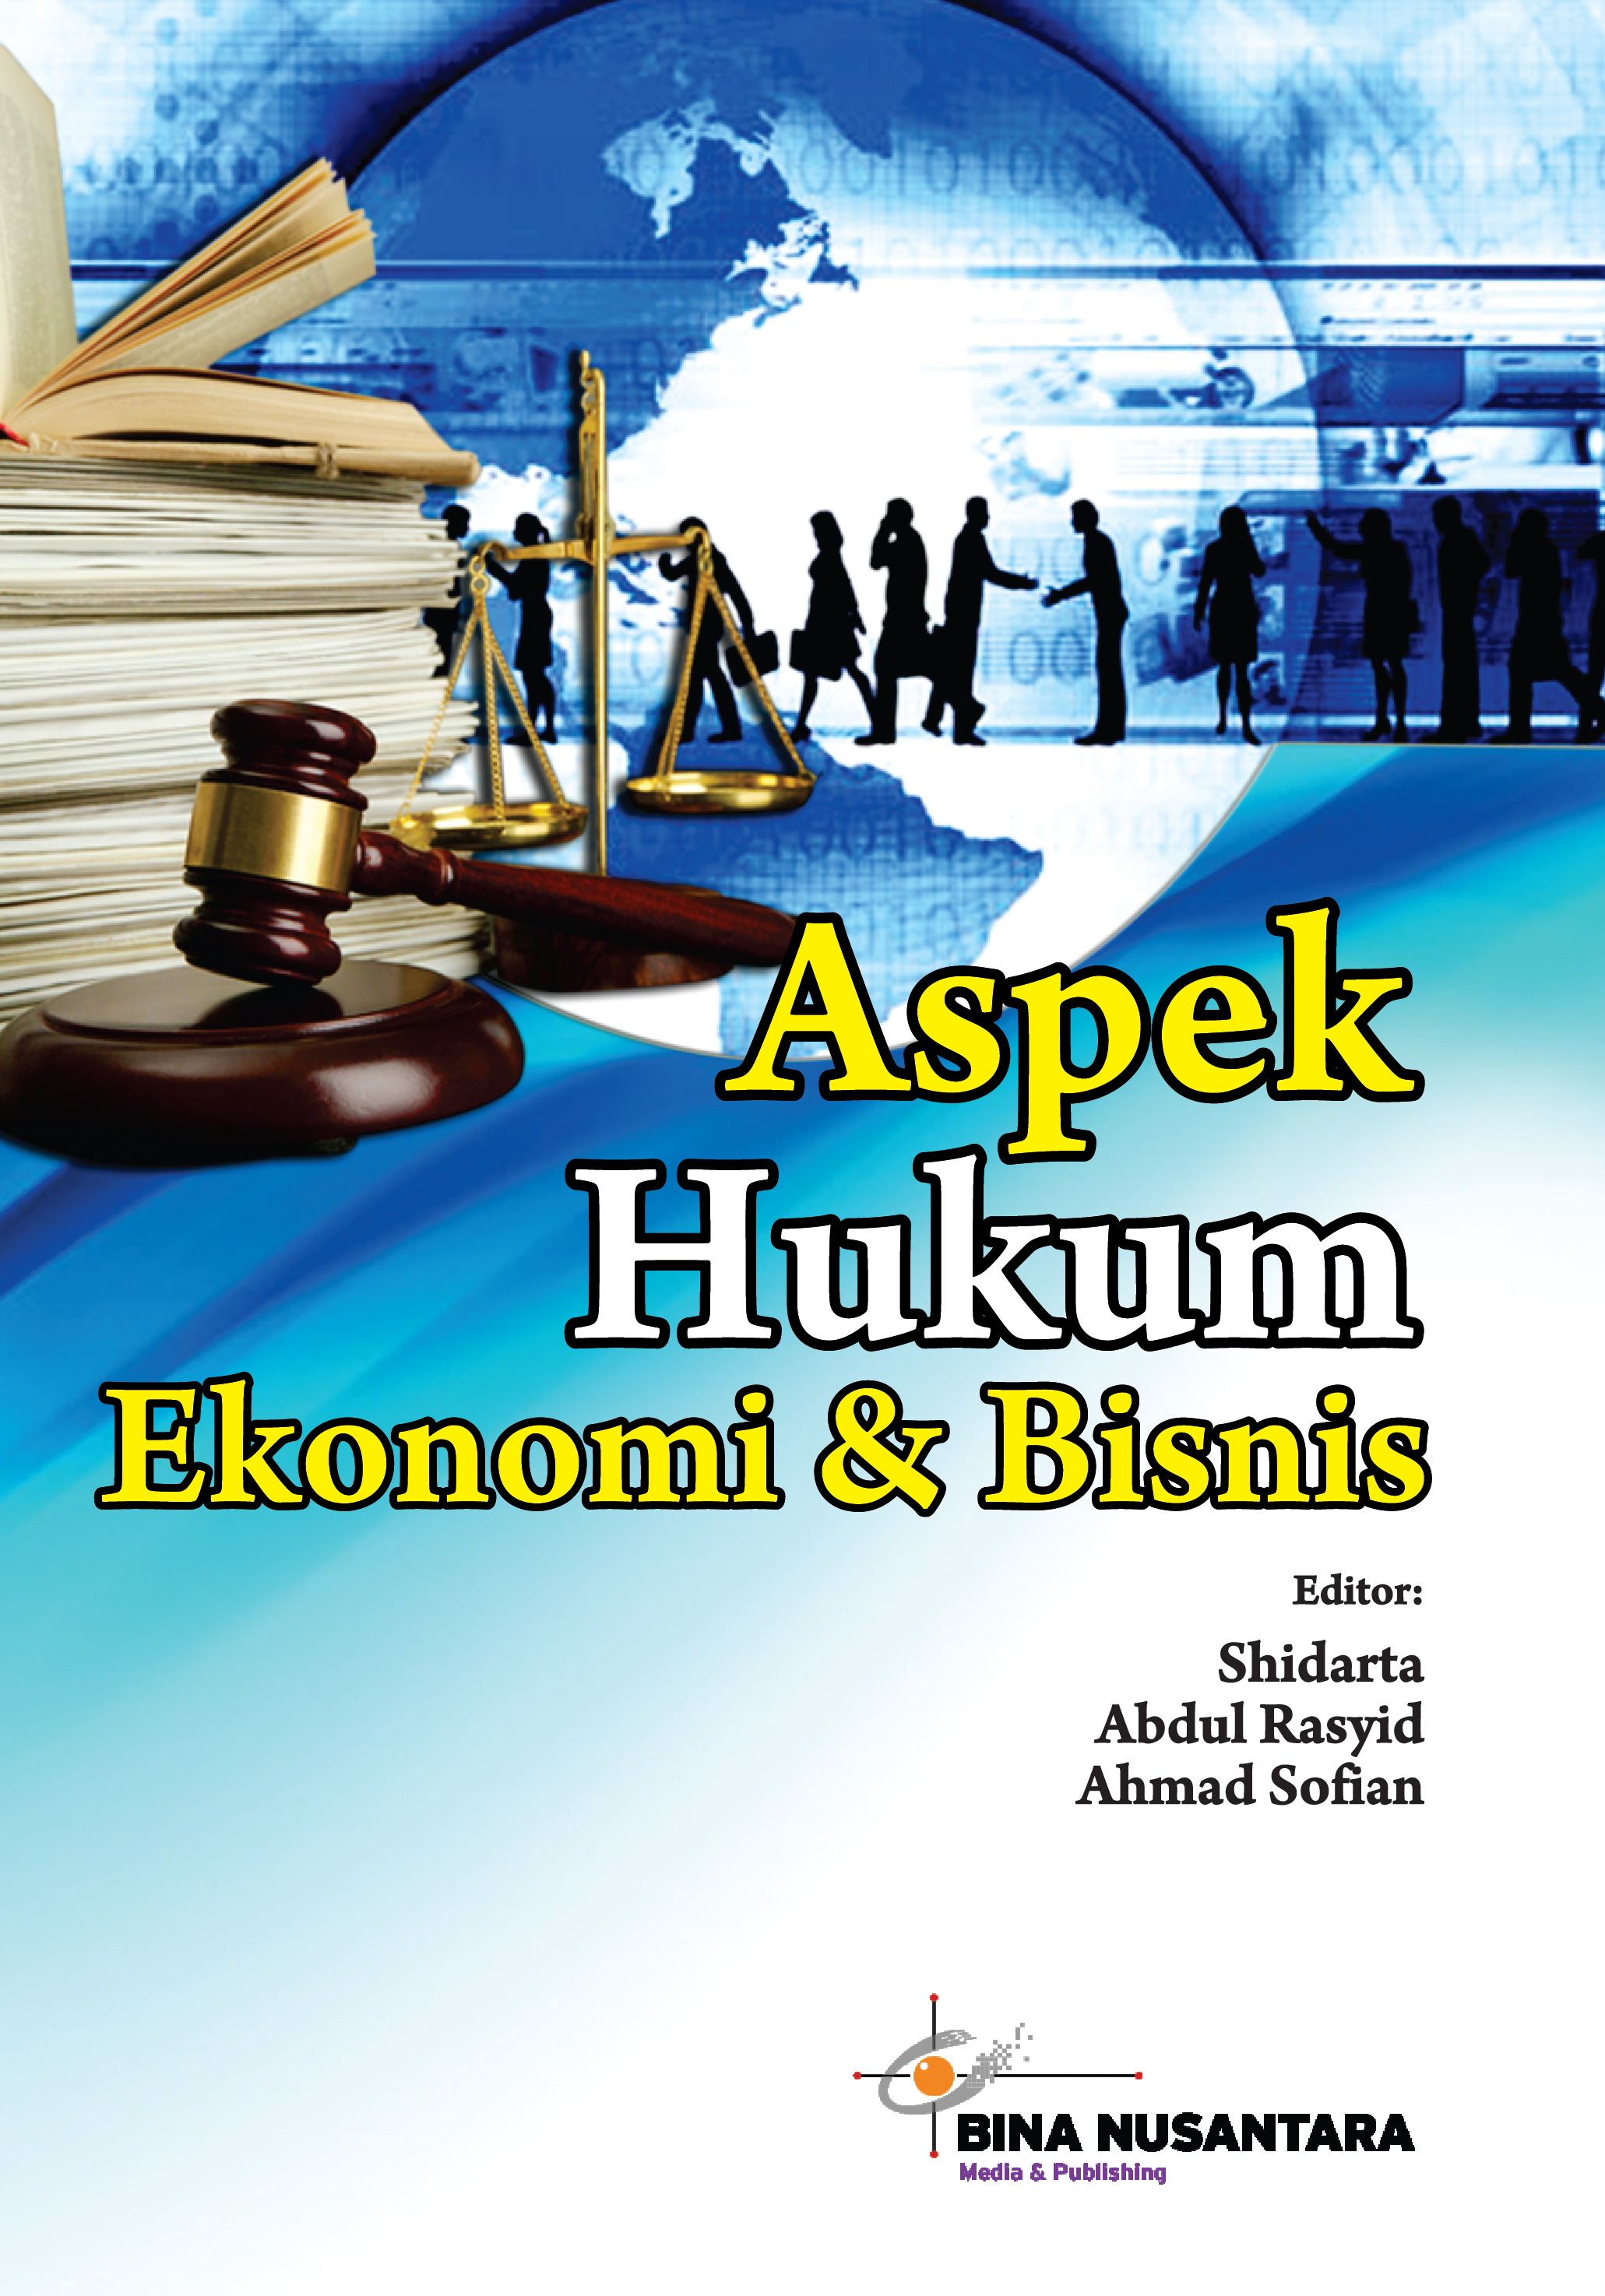 Aspek
Hukum
Ekonomi & Bisnis
Editor:
Shidarta
Abdul Rasyid
Ahmad Sofian
BINA NUSANTARA
Media & Publishing